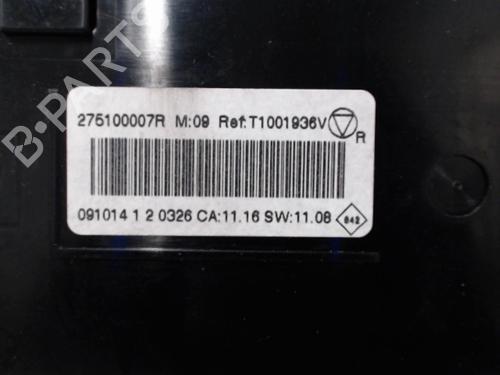 B-PARTS
275100007R M:09 Ref:T1001936V
R
091014 1 2 0326 CA:11.16 SW:11.08
842